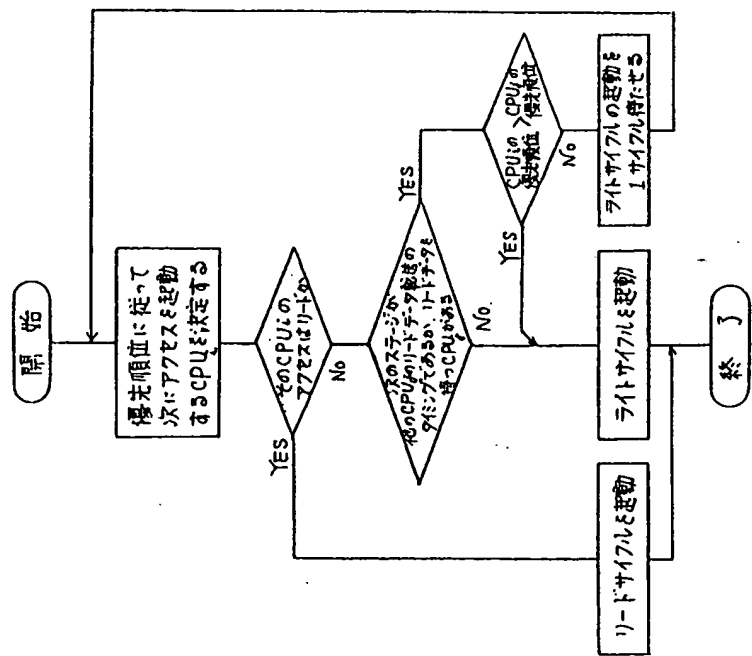 開始
優先順位に従って
次にアクセスを起動
するCPUiを決定する
そのCPUiの
アクセスはリードか
YES
NO
次のステージが
他のCPUjのリードデータ転送の
タイミングであるか、リードデータを
待つCPUがある
YES
NO
CPUiの
優先順位
> CPUjの
優先順位
YES
NO
リードサイクルを起動
ライトサイクルを起動
ライトサイクルの起動を
1サイクル待たせる
終了